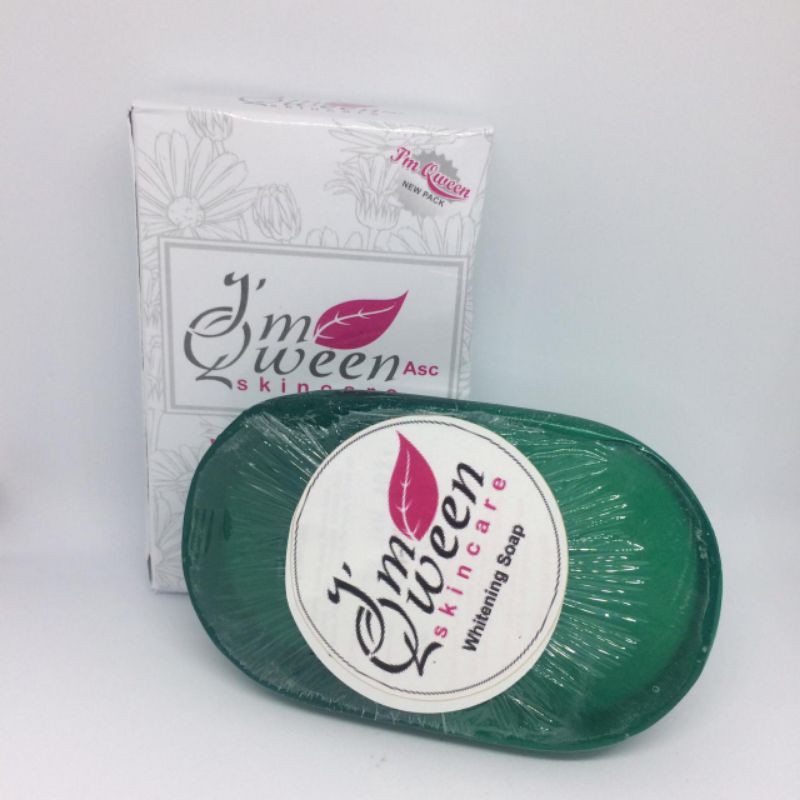 I'm Qween
NEW PACK
I'm
Qween Asc
skincare
I'm
Qween
skincare
Whitening Soap